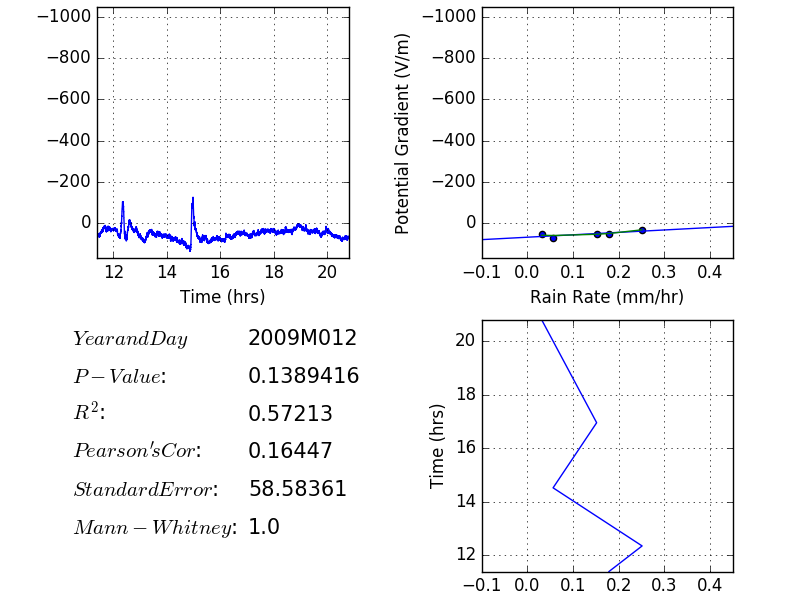 −1000
−800
−600
−400
−200
0
12 14 16 18 20
Time (hrs)
Potential Gradient (V/m)
−1000
−800
−600
−400
−200
0
−0.1 0.0 0.1 0.2 0.3 0.4
Rain Rate (mm/hr)
YearandDay 2009M012
P−Value: 0.1389416
R²: 0.57213
Pearson'sCor: 0.16447
StandardError: 58.58361
Mann−Whitney: 1.0
Time (hrs)
20
18
16
14
12
−0.1 0.0 0.1 0.2 0.3 0.4